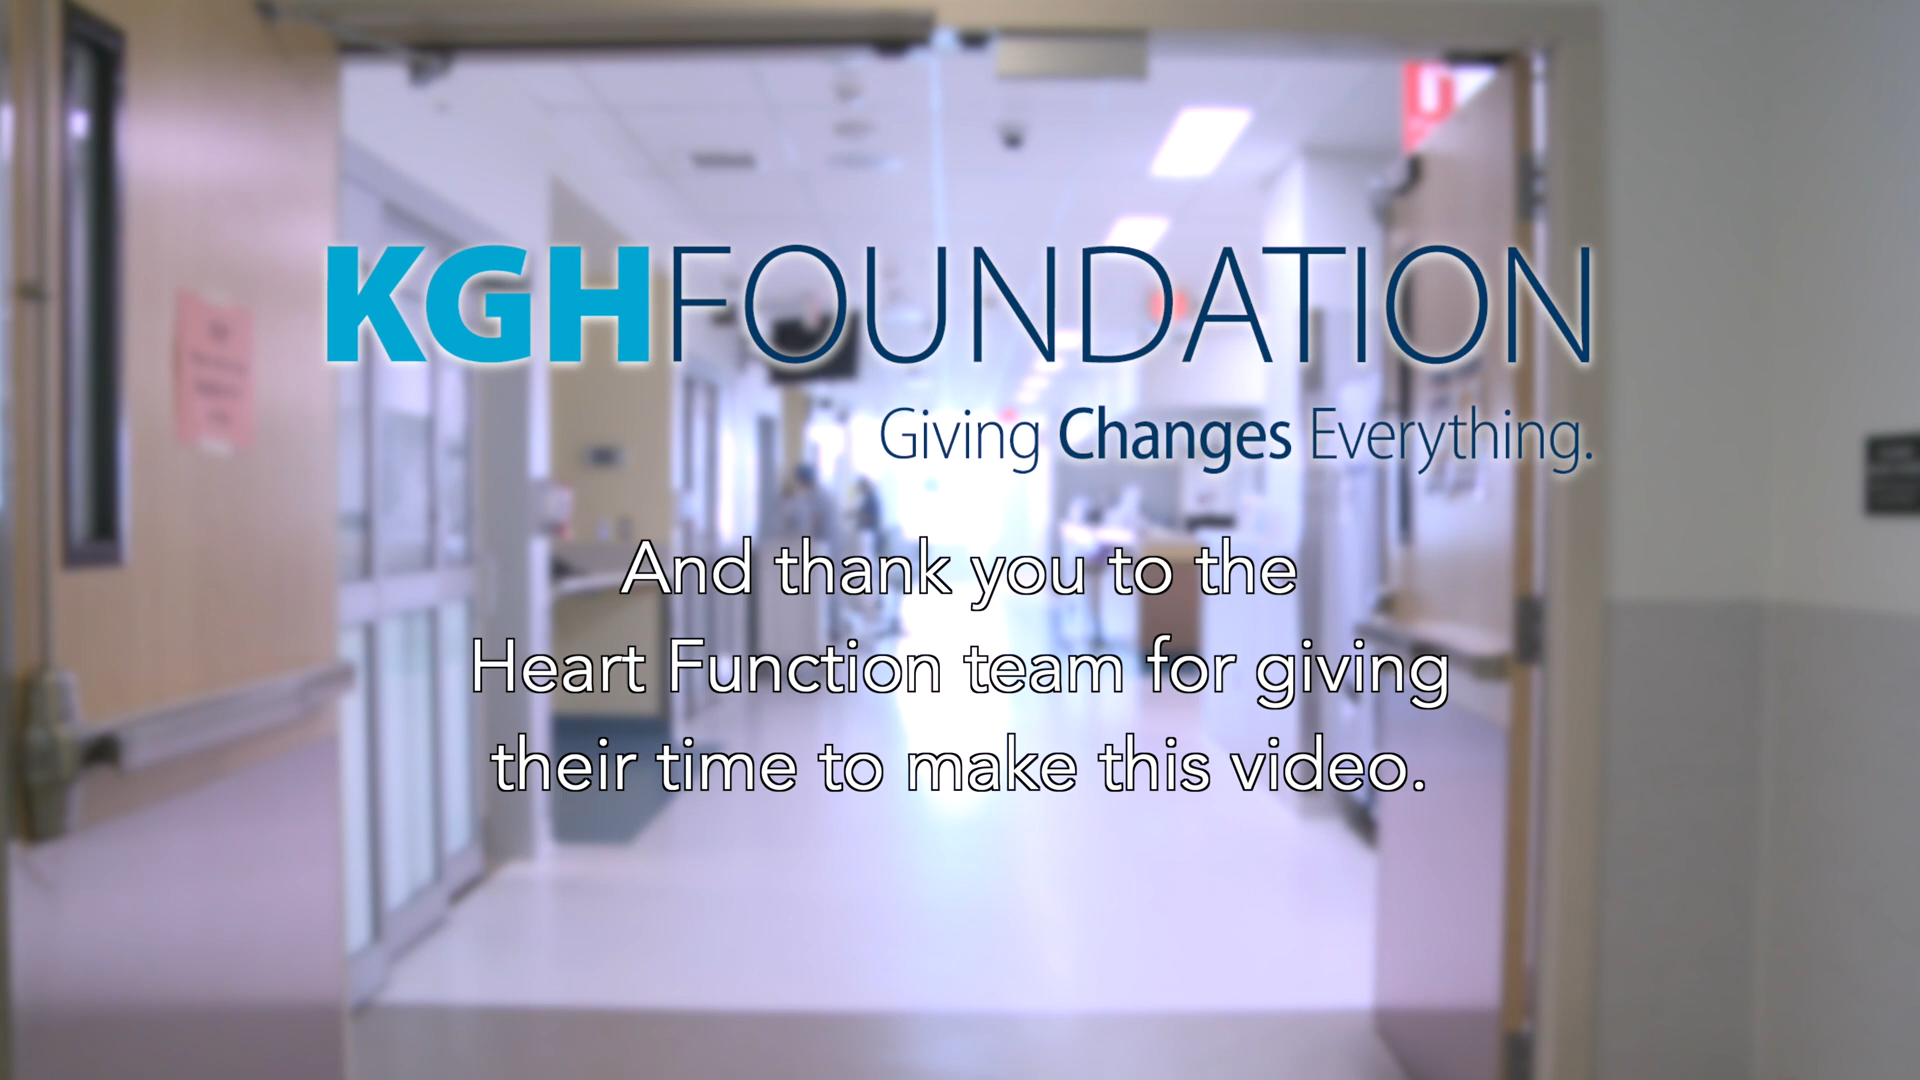 KGHFOUNDATION
Giving Changes Everything.
And thank you to the
Heart Function team for giving
their time to make this video.